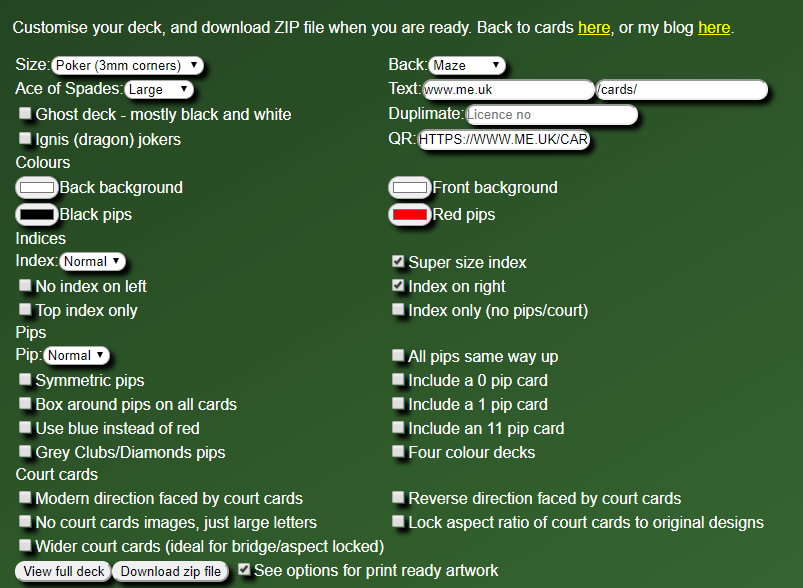 Customise your deck, and download ZIP file when you are ready. Back to cards here, or my blog here.
Size: Poker (3mm corners) Back: Maze
Ace of Spades: Large Text: www.me.uk /cards/
Ghost deck - mostly black and white Duplimate: Licence no
Ignis (dragon) jokers QR: HTTPS://WWW.ME.UK/CAR
Colours
Back background Front background
Black pips Red pips
Indices
Index: Normal Super size index
No index on left Index on right
Top index only Index only (no pips/court)
Pips
Pip: Normal All pips same way up
Symmetric pips Include a 0 pip card
Box around pips on all cards Include a 1 pip card
Use blue instead of red Include an 11 pip card
Grey Clubs/Diamonds pips Four colour decks
Court cards
Modern direction faced by court cards Reverse direction faced by court cards
No court cards images, just large letters Lock aspect ratio of court cards to original designs
Wider court cards (ideal for bridge/aspect locked)
View full deck Download zip file See options for print ready artwork